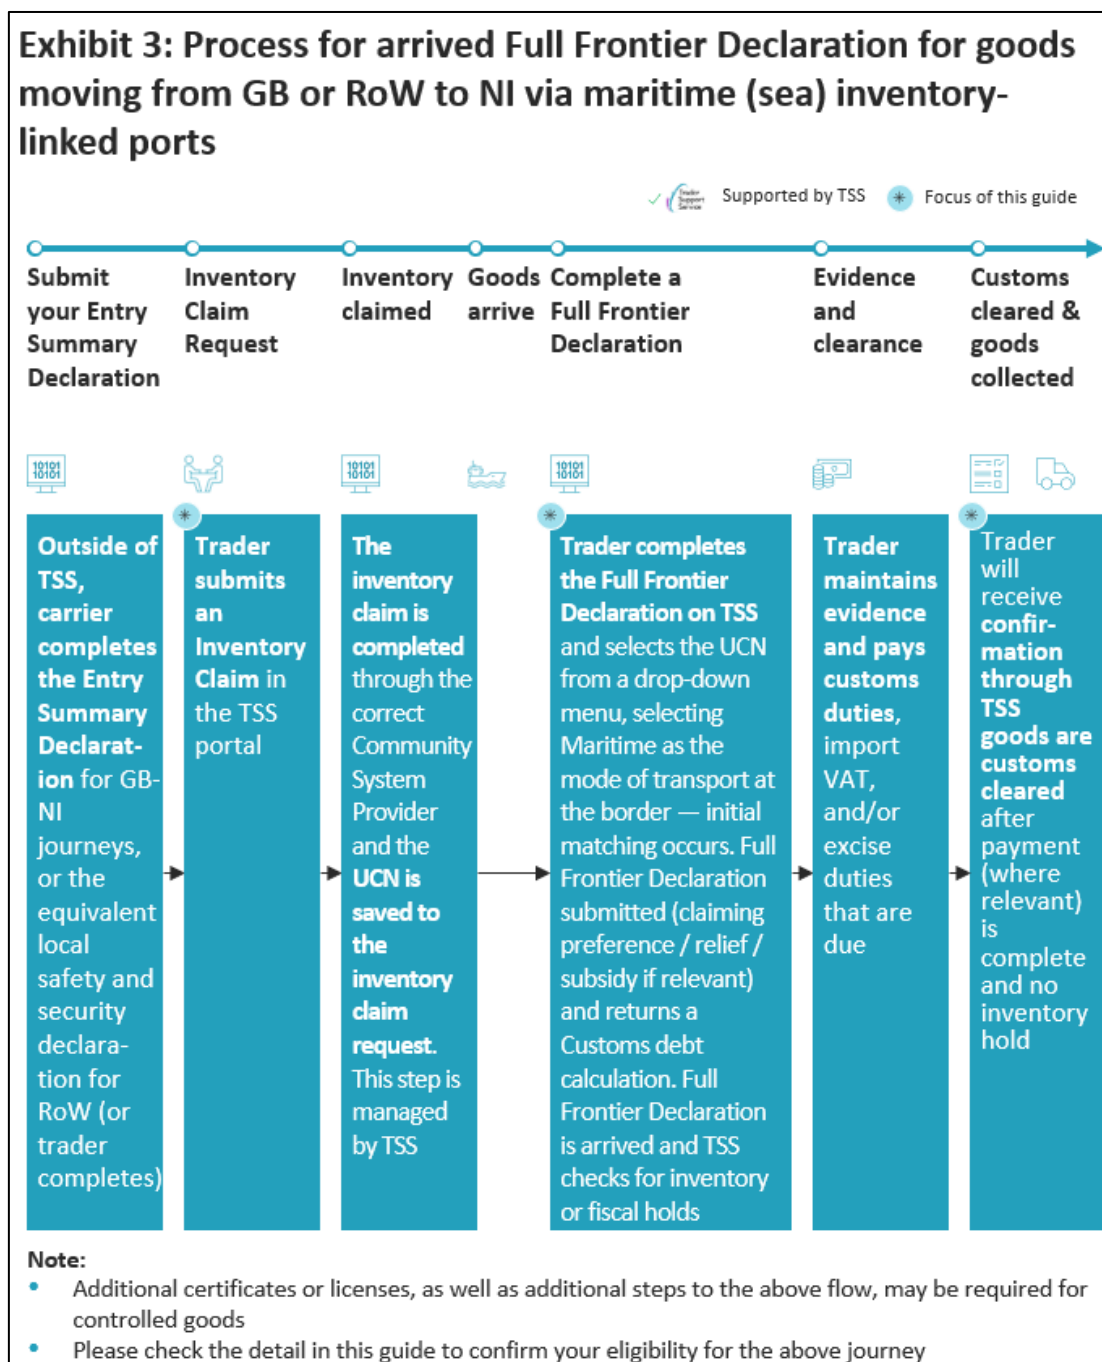 Exhibit 3: Process for arrived Full Frontier Declaration for goods
moving from GB or RoW to NI via maritime (sea) inventory-
linked ports
Trader
Support
Service
Supported by TSS
* Focus of this guide
Submit
your Entry
Summary
Declaration
Inventory
Claim
Request
Inventory
claimed
Goods
arrive
Complete a
Full Frontier
Declaration
Evidence
and
clearance
Customs
cleared &
goods
collected
10101
10101
10101
10101
10101
10101
Outside of
TSS,
carrier
completes
the Entry
Summary
Declarat-
ion for GB-
NI
journeys,
or the
equivalent
local
safety and
security
declara-
tion for
RoW (or
trader
completes)
*
Trader
submits
an
Inventory
Claim in
the TSS
portal
The
inventory
claim is
completed
through the
correct
Community
System
Provider
and the
UCN is
saved to
the
inventory
claim
request.
This step is
managed
by TSS
*
Trader completes
the Full Frontier
Declaration on TSS
and selects the UCN
from a drop-down
menu, selecting
Maritime as the
mode of transport at
the border — initial
matching occurs. Full
Frontier Declaration
submitted (claiming
preference / relief /
subsidy if relevant)
and returns a
Customs debt
calculation. Full
Frontier Declaration
is arrived and TSS
checks for inventory
or fiscal holds
Trader
maintains
evidence
and pays
customs
duties,
import
VAT,
and/or
excise
duties
that are
due
*
Trader
will
receive
confir-
mation
through
TSS
goods are
customs
cleared
after
payment
(where
relevant)
is
complete
and no
inventory
hold
Note:
• Additional certificates or licenses, as well as additional steps to the above flow, may be required for
controlled goods
• Please check the detail in this guide to confirm your eligibility for the above journey